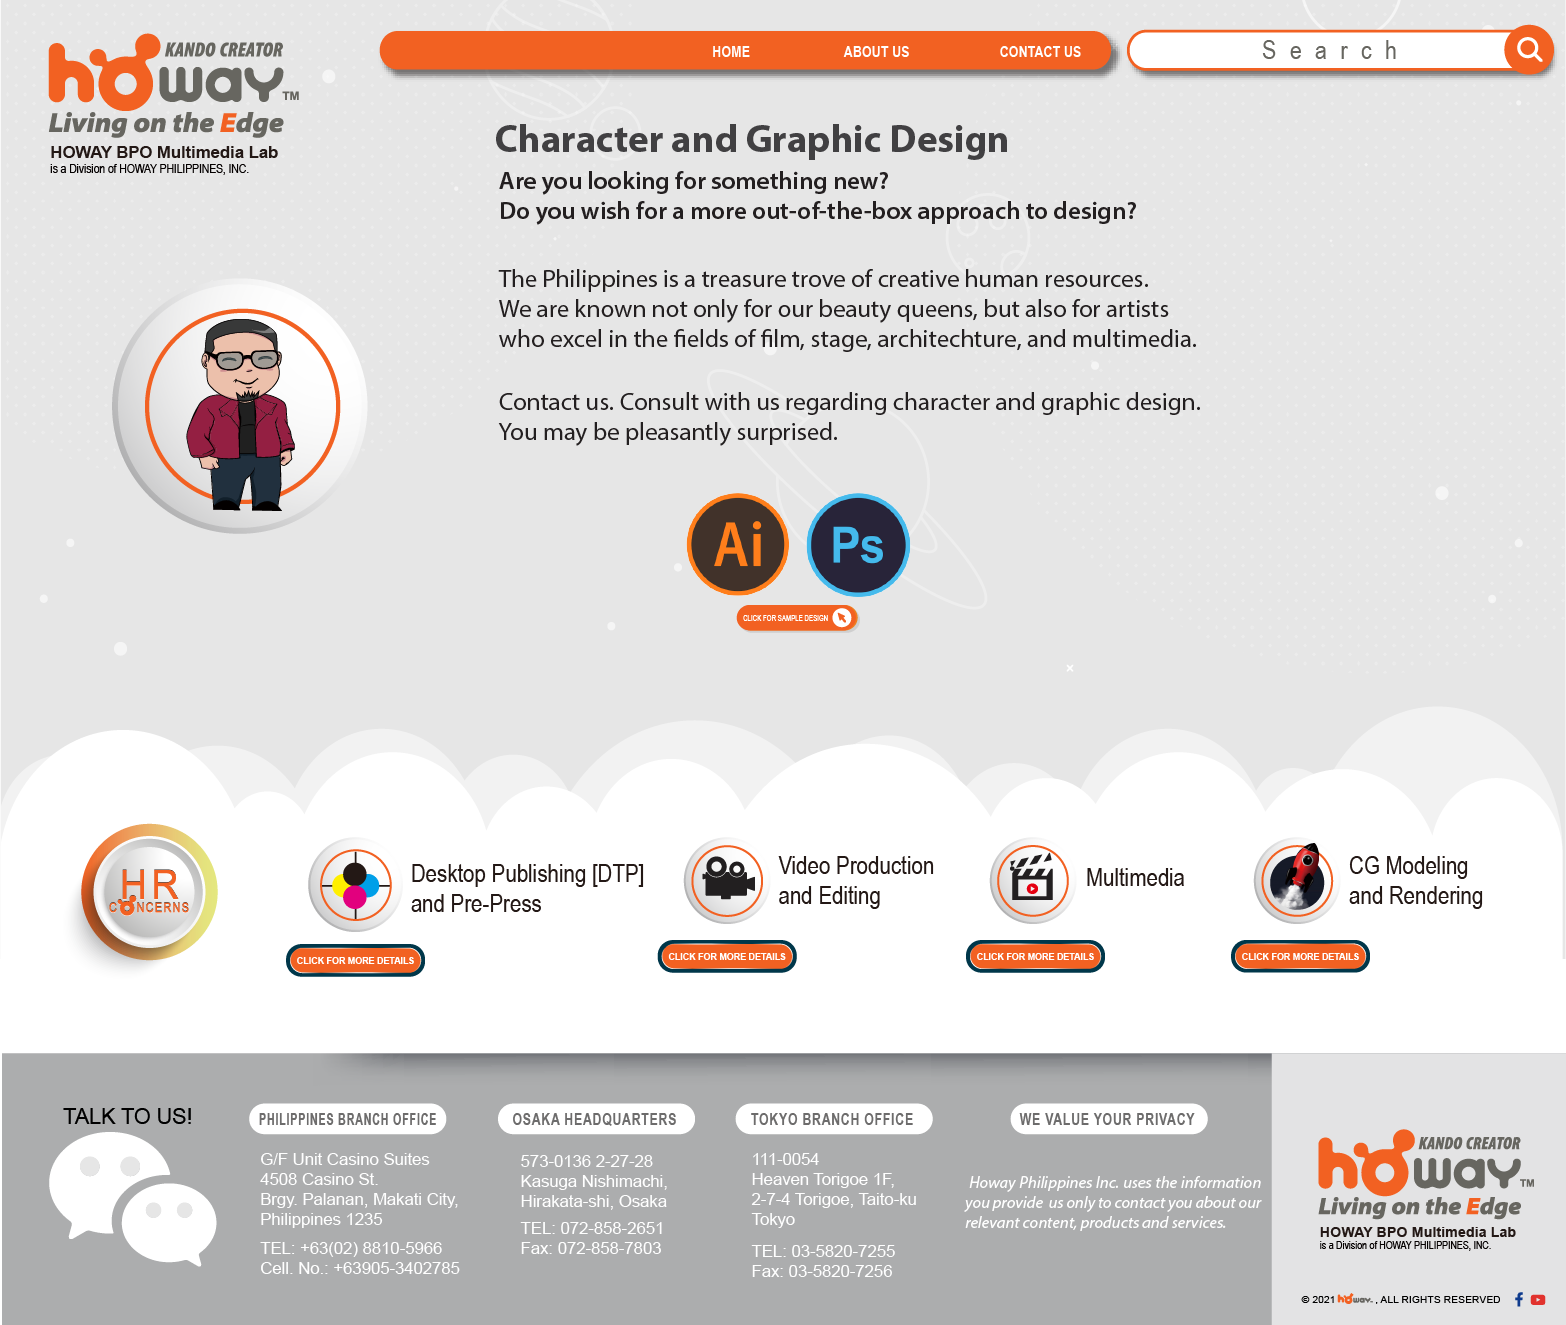 KANDO CREATOR
howay™
Living on the Edge
HOWAY BPO Multimedia Lab
is a Division of HOWAY PHILIPPINES, INC.
HOME
ABOUT US
CONTACT US
Search
Character and Graphic Design
Are you looking for something new?
Do you wish for a more out-of-the-box approach to design?
The Philippines is a treasure trove of creative human resources.
We are known not only for our beauty queens, but also for artists
who excel in the fields of film, stage, architechture, and multimedia.
Contact us. Consult with us regarding character and graphic design.
You may be pleasantly surprised.
Ai
Ps
CLICK FOR SAMPLE DESIGN
HR
CONCERNS
Desktop Publishing [DTP]
and Pre-Press
CLICK FOR MORE DETAILS
Video Production
and Editing
CLICK FOR MORE DETAILS
Multimedia
CLICK FOR MORE DETAILS
CG Modeling
and Rendering
CLICK FOR MORE DETAILS
TALK TO US!
PHILIPPINES BRANCH OFFICE
G/F Unit Casino Suites
4508 Casino St.
Brgy. Palanan, Makati City,
Philippines 1235
TEL: +63(02) 8810-5966
Cell. No.: +63905-3402785
OSAKA HEADQUARTERS
573-0136 2-27-28
Kasuga Nishimachi,
Hirakata-shi, Osaka
TEL: 072-858-2651
Fax: 072-858-7803
TOKYO BRANCH OFFICE
111-0054
Heaven Torigoe 1F,
2-7-4 Torigoe, Taito-ku
Tokyo
TEL: 03-5820-7255
Fax: 03-5820-7256
WE VALUE YOUR PRIVACY
Howay Philippines Inc. uses the information
you provide us only to contact you about our
relevant content, products and services.
KANDO CREATOR
howay™
Living on the Edge
HOWAY BPO Multimedia Lab
is a Division of HOWAY PHILIPPINES, INC.
© 2021 howay. , ALL RIGHTS RESERVED